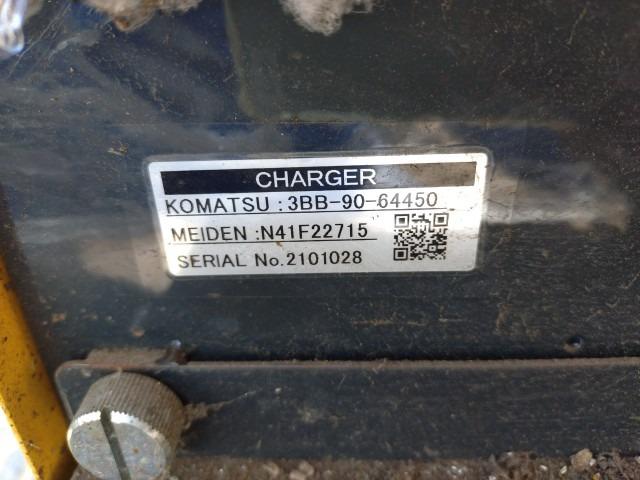 CHARGER
KOMATSU :3BB-90-64450
MEIDEN :N41F22715
SERIAL No.2101028